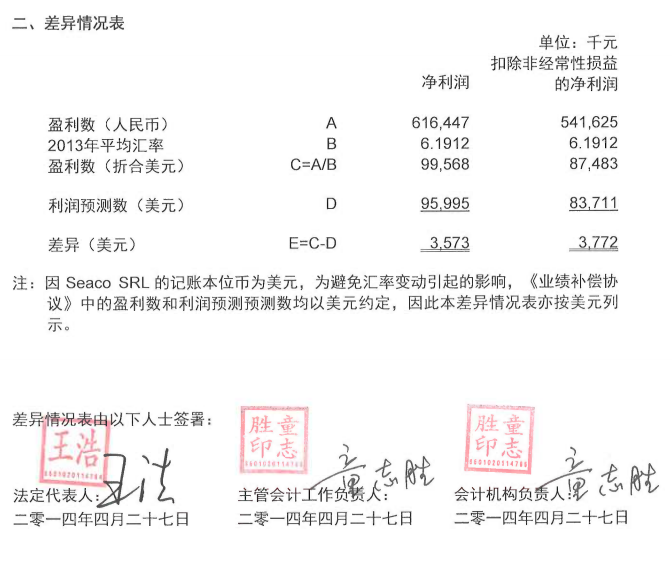 二、差异情况表
单位：千元
净利润 扣除非经常性损益的净利润
盈利数（人民币） A 616,447 541,625
2013年平均汇率 B 6.1912 6.1912
盈利数（折合美元） C=A/B 99,568 87,483
利润预测数（美元） D 95,995 83,711
差异（美元） E=C-D 3,573 3,772
注：因 Seaco SRL 的记账本位币为美元，为避免汇率变动引起的影响，《业绩补偿协
议》中的盈利数和利润预测预测数均以美元约定，因此本差异情况表亦按美元列
示。
差异情况表由以下人士签署：
王浩 胜童印志 胜童印志
王浩 童志胜 童志胜
法定代表人： 主管会计工作负责人： 会计机构负责人：
二零一四年四月二十七日 二零一四年四月二十七日 二零一四年四月二十七日